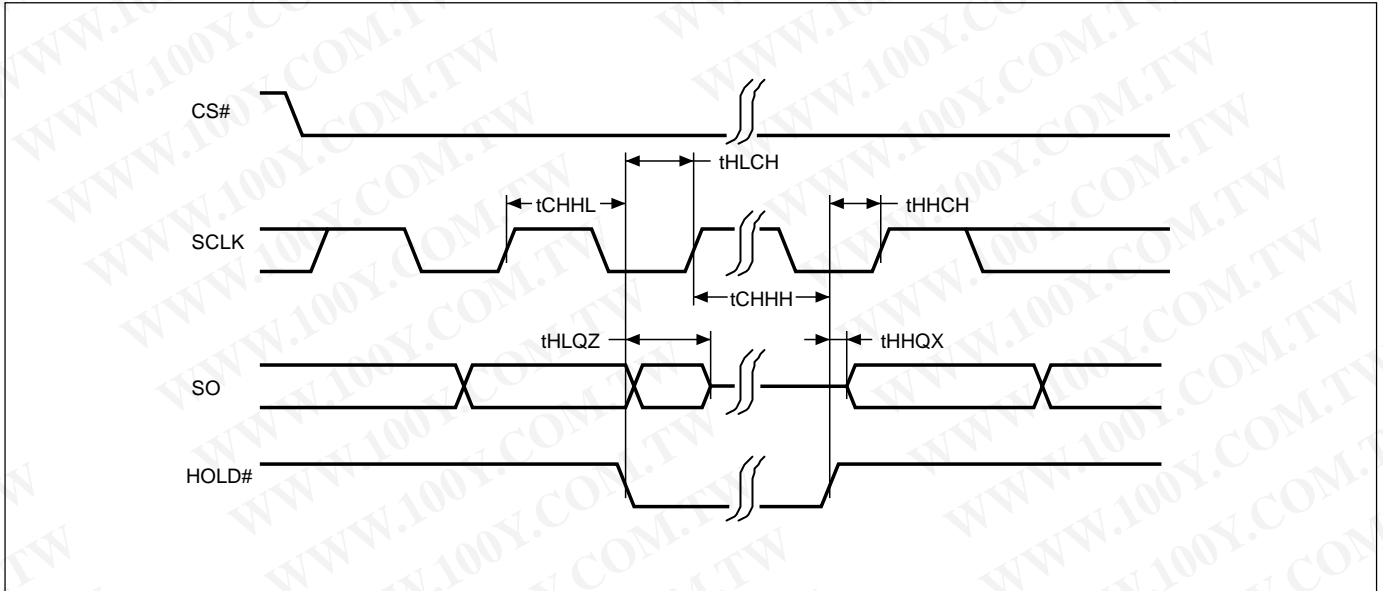 CS#
tHLCH
tCHHL
tHHCH
SCLK
tCHHH
tHLQZ
tHHQX
SO
HOLD#
WWW.100Y.COM.TW